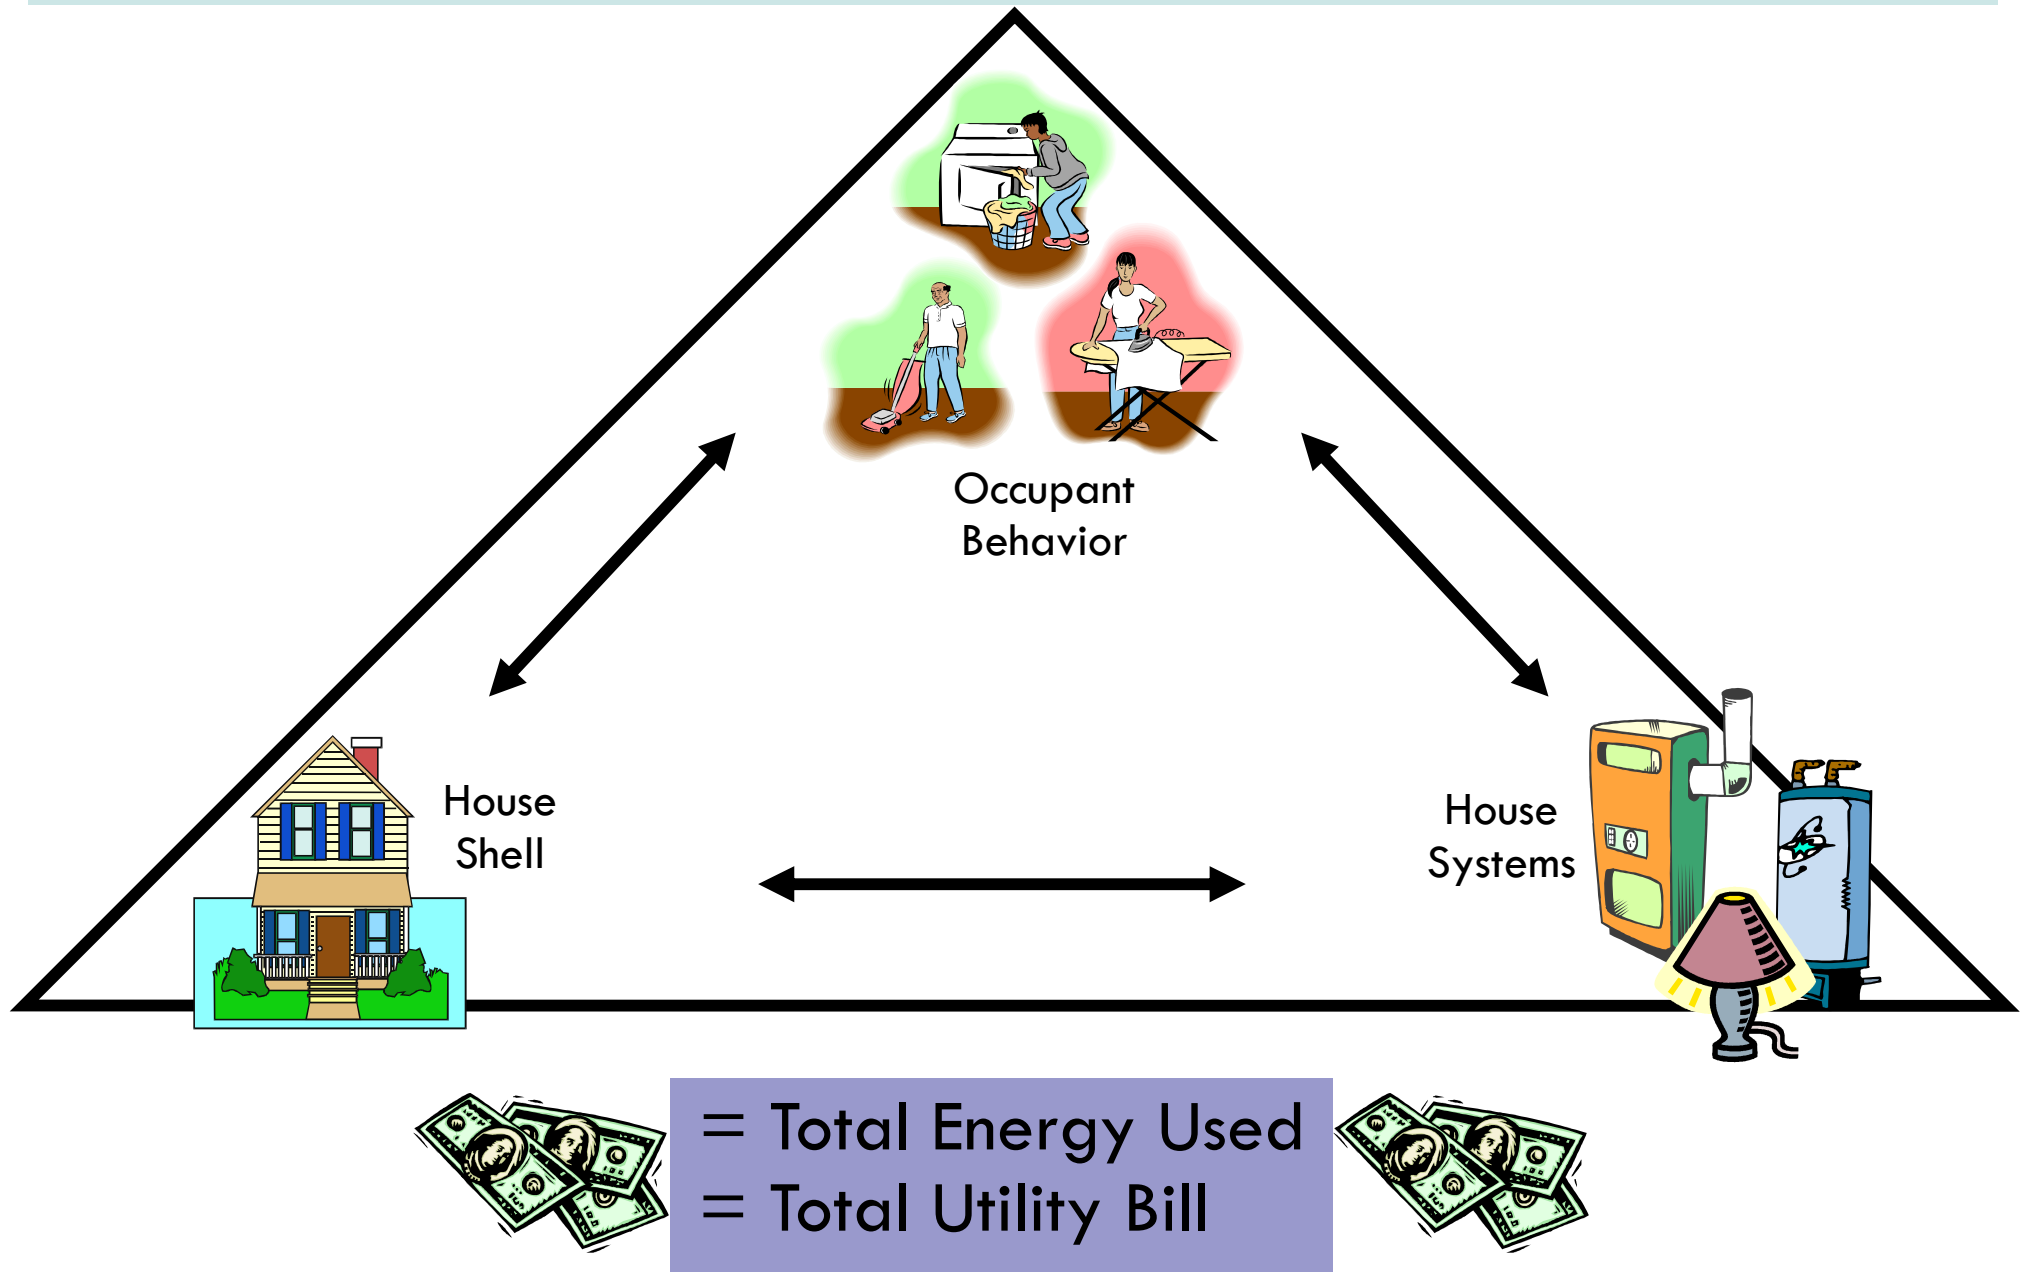 Occupant
Behavior
House
Shell
House
Systems
= Total Energy Used
= Total Utility Bill